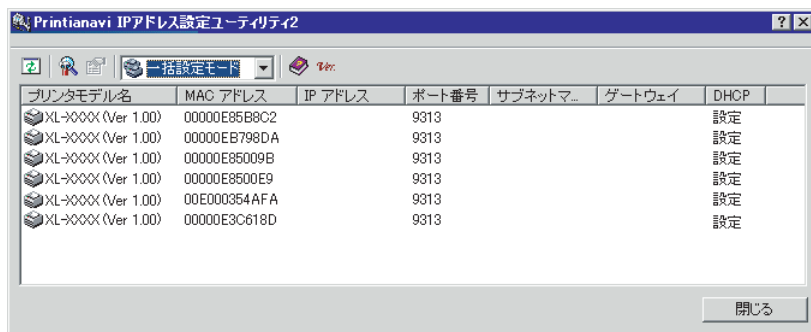 Printianavi IPアドレス設定ユーティリティ2
一括設定モード Ver.
プリンタモデル名 MAC アドレス IP アドレス ポート番号 サブネットマ... ゲートウェイ DHCP
XL-XXXX (Ver 1.00) 00000E85B8C2 9313 設定
XL-XXXX (Ver 1.00) 00000EB798DA 9313 設定
XL-XXXX (Ver 1.00) 00000E85009B 9313 設定
XL-XXXX (Ver 1.00) 00000E8500E9 9313 設定
XL-XXXX (Ver 1.00) 00E000354AFA 9313 設定
XL-XXXX (Ver 1.00) 00000E3C618D 9313 設定
閉じる